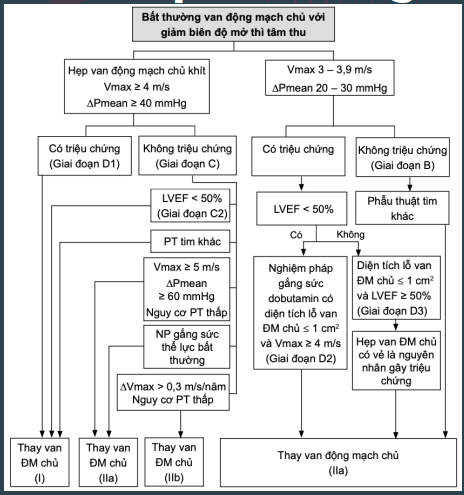 Bất thường van động mạch chủ với
giảm biên độ mở thì tâm thu
Hẹp van động mạch chủ khít
Vmax ≥ 4 m/s
ΔPmean ≥ 40 mmHg
Vmax 3 – 3,9 m/s
ΔPmean 20 – 30 mmHg
Có triệu chứng
(Giai đoạn D1)
Không triệu chứng
(Giai đoạn C)
Có triệu chứng
Không triệu chứng
(Giai đoạn B)
LVEF < 50%
(Giai đoạn C2)
PT tim khác
Vmax ≥ 5 m/s
ΔPmean
≥ 60 mmHg
Nguy cơ PT thấp
NP gắng sức
thể lực bất
thường
ΔVmax > 0,3 m/s/năm
Nguy cơ PT thấp
LVEF < 50%
Phẫu thuật tim
khác
Có
Không
Nghiệm pháp
gắng sức
dobutamin có
diện tích lỗ van
ĐM chủ ≤ 1 cm²
và Vmax ≥ 4 m/s
(Giai đoạn D2)
Diện tích lỗ van
ĐM chủ ≤ 1 cm²
và LVEF ≥ 50%
(Giai đoạn D3)
Hẹp van ĐM chủ
có vẻ là nguyên
nhân gây triệu
chứng
Thay van
ĐM chủ
(I)
Thay van
ĐM chủ
(IIa)
Thay van
ĐM chủ
(IIb)
Thay van động mạch chủ
(IIa)